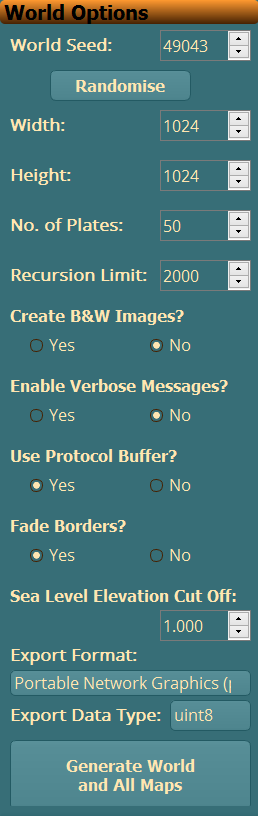 World Options
World Seed: 49043
Randomise
Width: 1024
Height: 1024
No. of Plates: 50
Recursion Limit: 2000
Create B&W Images?
Yes No
Enable Verbose Messages?
Yes No
Use Protocol Buffer?
Yes No
Fade Borders?
Yes No
Sea Level Elevation Cut Off:
1.000
Export Format:
Portable Network Graphics (
Export Data Type: uint8
Generate World
and All Maps